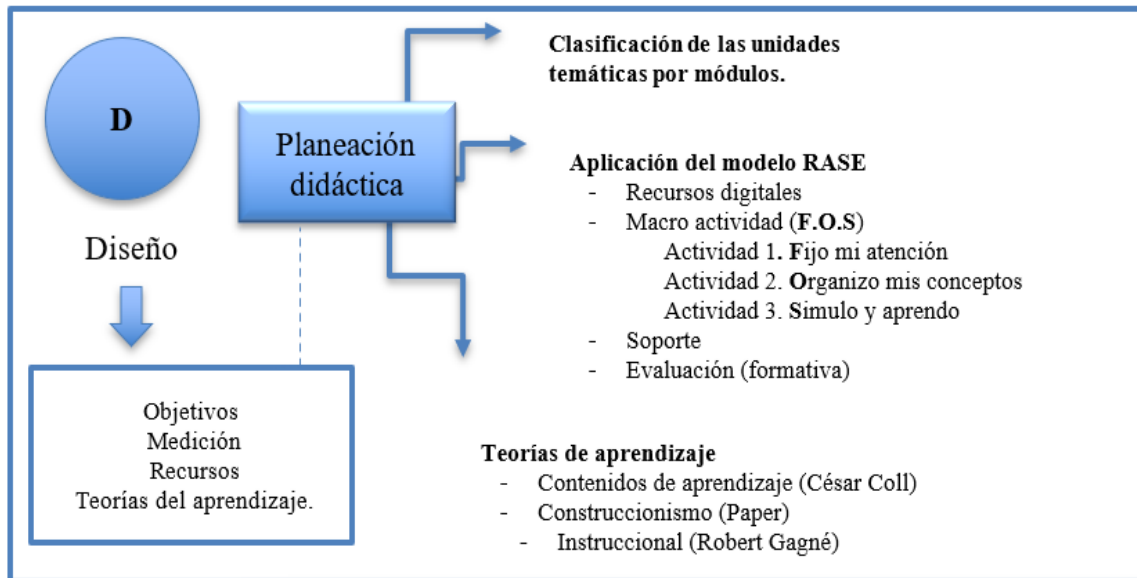 D
Diseño
Objetivos
Medición
Recursos
Teorías del aprendizaje.
Planeación
didáctica
Clasificación de las unidades
temáticas por módulos.
Aplicación del modelo RASE
- Recursos digitales
- Macro actividad (F.O.S)
Actividad 1. Fijo mi atención
Actividad 2. Organizo mis conceptos
Actividad 3. Simulo y aprendo
- Soporte
- Evaluación (formativa)
Teorías de aprendizaje
- Contenidos de aprendizaje (César Coll)
- Construccionismo (Paper)
- Instruccional (Robert Gagné)